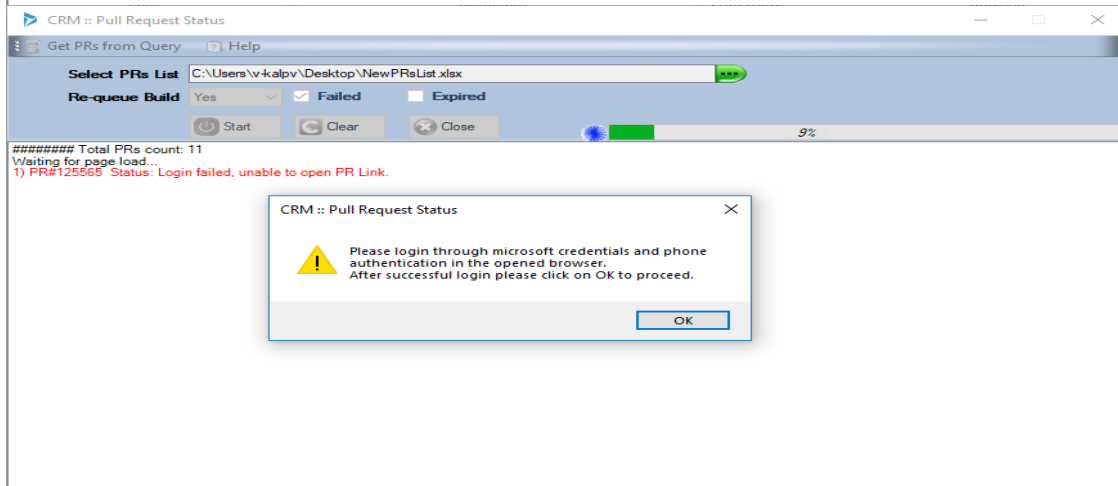 CRM :: Pull Request Status
Get PRs from Query Help
Select PRs List C:\Users\v-kalpv\Desktop\NewPRsList.xlsx
Re-queue Build Yes Failed Expired
Start Clear Close 9%
######## Total PRs count: 11
Waiting for page load...
1) PR#125565 Status: Login failed, unable to open PR Link.
CRM :: Pull Request Status
Please login through microsoft credentials and phone
authentication in the opened browser.
After successful login please click on OK to proceed.
OK